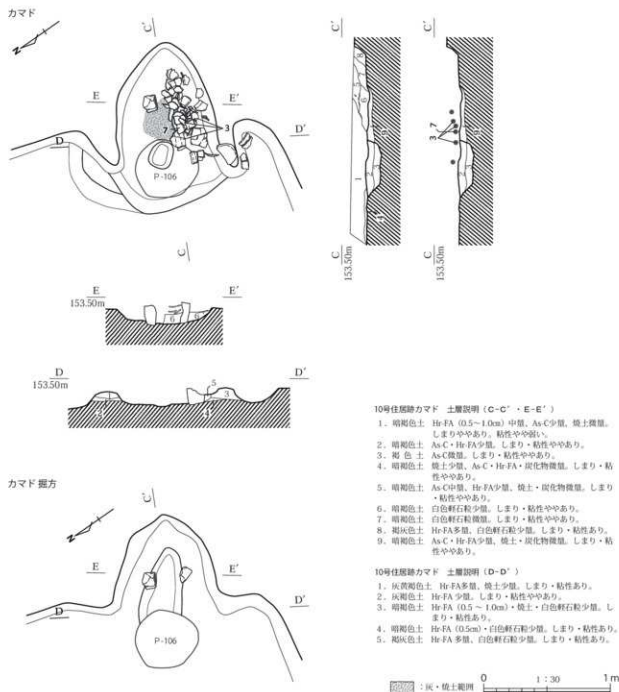 カマド
N
C′
E
E′
D
D′
7
3
P -106
C
E
153.50m
E′
6
6
D
153.50m
D′
5
3
カマド 掘方
N
C′
E
E′
D
D′
P -106
C′
C′
8
6
1
2
3 7
2
C
153.50m
C
153.50m
10号住居跡カマド 土層説明(C-C′・E-E′)
1. 暗褐色土 Hr-FA(0.5～1.0cm)中量、As-C少量、焼土微量。
しまりややあり。粘性やや弱い。
2. 暗褐色土 As-C・Hr-FA少量。しまり・粘性ややあり。
3. 褐 色 土 As-C微量。しまり・粘性ややあり。
4. 暗褐色土 焼土少量、As-C・Hr-FA・炭化物微量。しまり・粘
性ややあり。
5. 暗褐色土 As-C中量、Hr-FA少量、焼土・炭化物微量。しまり
・粘性ややあり。
6. 暗褐色土 白色軽石粒少量。しまり・粘性ややあり。
7. 暗褐色土 白色軽石粒微量。しまり・粘性ややあり。
8. 褐灰色土 Hr-FA多量、白色軽石粒少量。しまり・粘性あり。
9. 暗褐色土 As-C・Hr-FA少量、焼土・炭化物微量。しまり・粘
性ややあり。
10号住居跡カマド 土層説明(D-D′)
1. 灰黄褐色土 Hr-FA多量、焼土少量。しまり・粘性あり。
2. 灰褐色土 Hr-FA 少量。しまり・粘性ややあり。
3. 暗褐色土 Hr-FA(0.5 ～ 1.0cm)・焼土・白色軽石粒少量。し
まり・粘性あり。
4. 暗褐色土 Hr-FA(0.5cm)・白色軽石粒少量。しまり・粘性あり。
5. 褐灰色土 Hr-FA 多量、白色軽石粒少量。しまり・粘性あり。
:灰・焼土範囲
0 1:30 1m